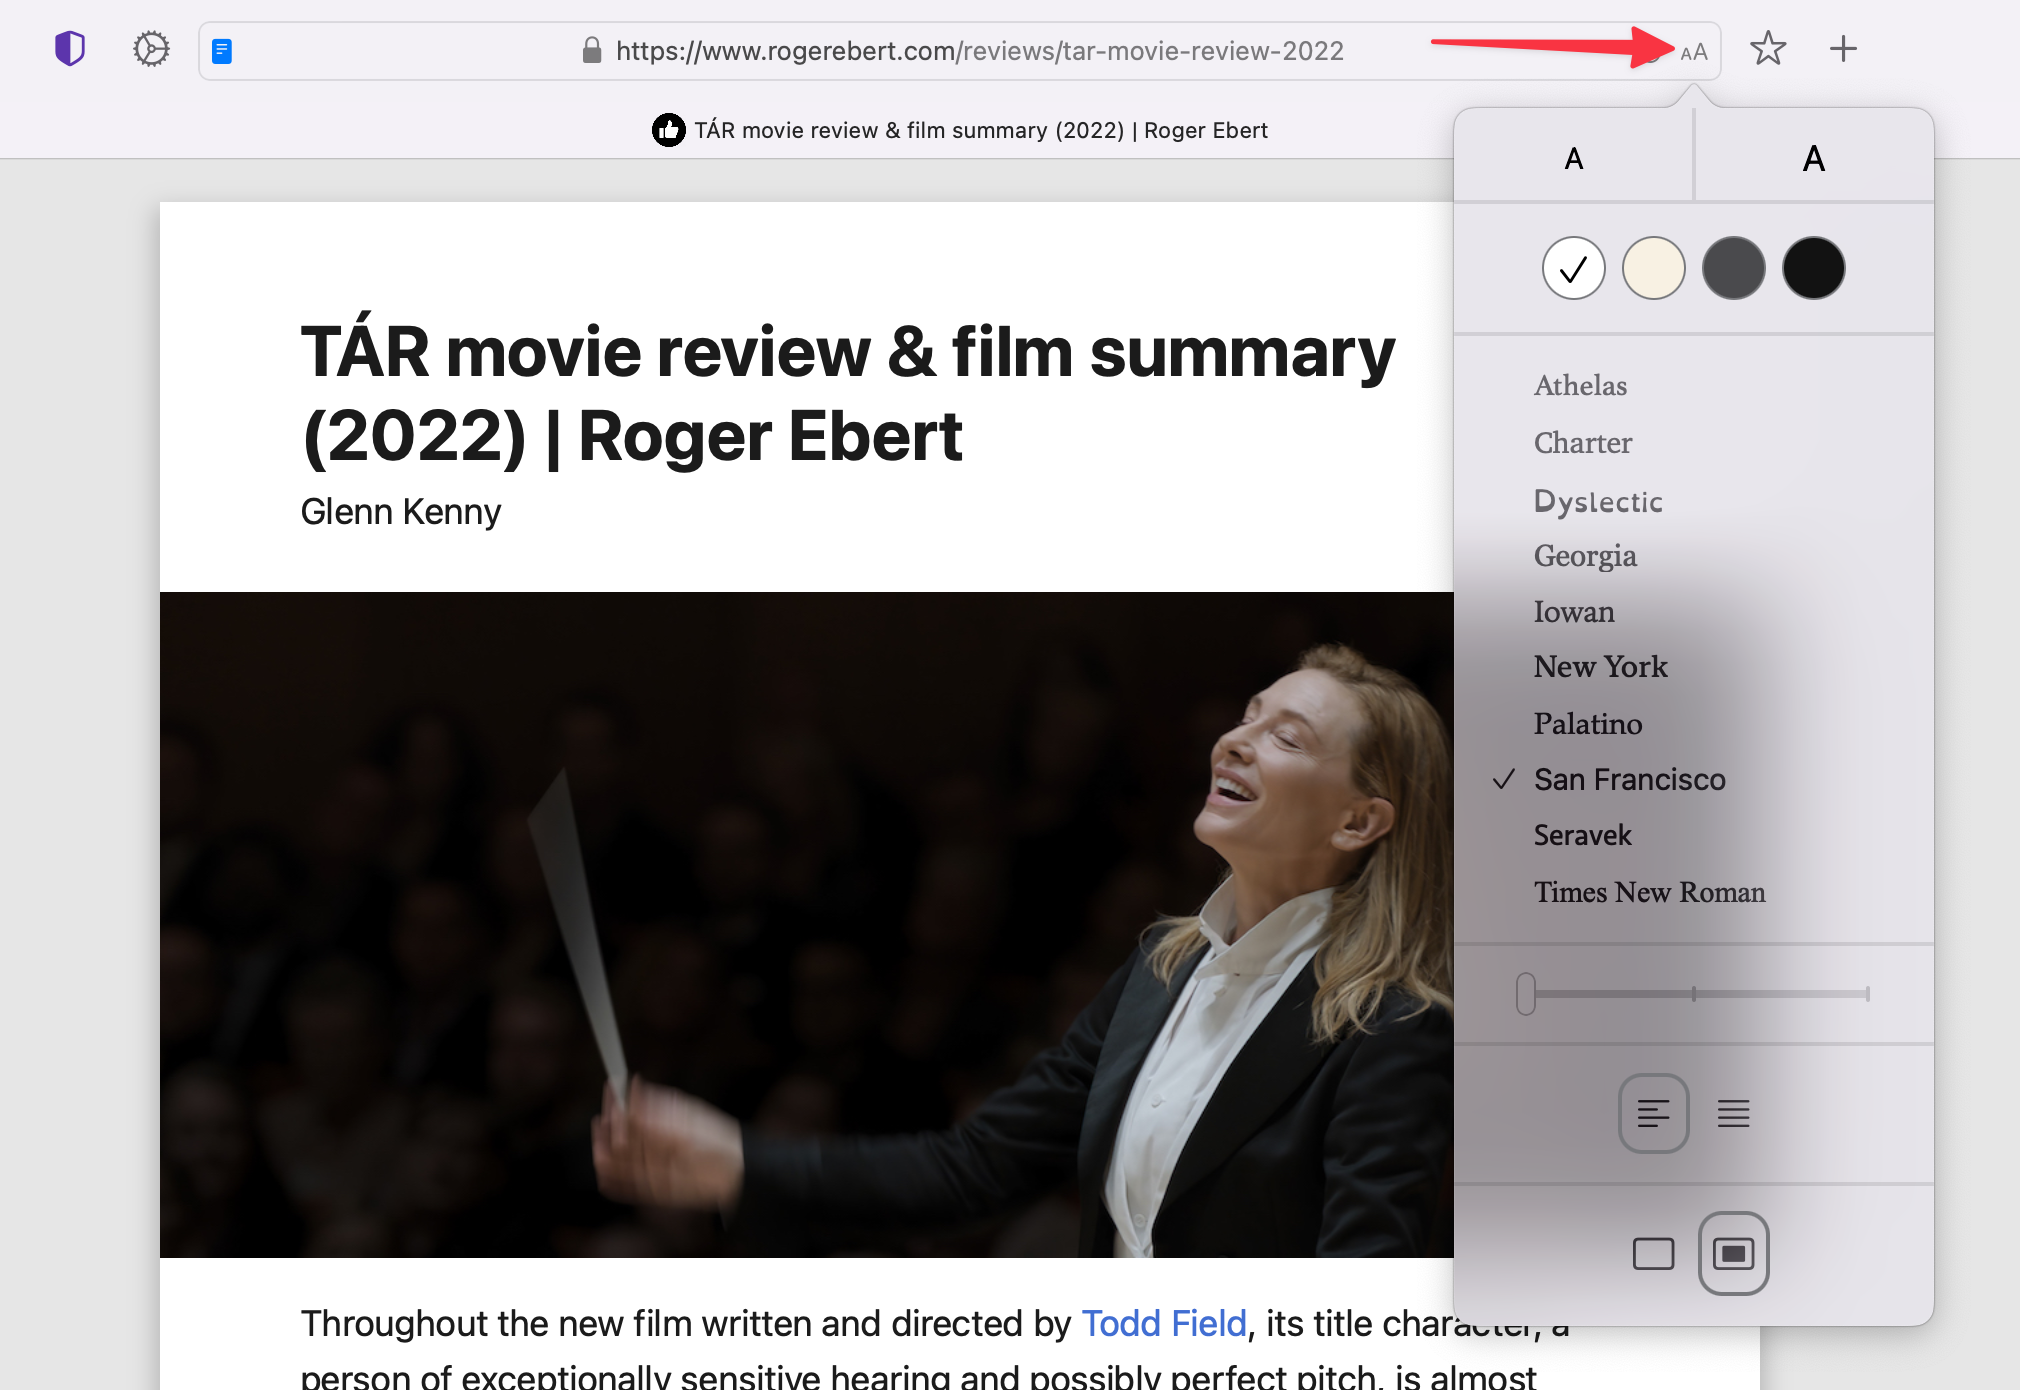 https://www.rogerebert.com/reviews/tar-movie-review-2022
AA
TÁR movie review & film summary (2022) | Roger Ebert
A
A
TÁR movie review & film summary
(2022) | Roger Ebert
Glenn Kenny
Athelas
Charter
Dyslectic
Georgia
Iowan
New York
Palatino
San Francisco
Seravek
Times New Roman
Throughout the new film written and directed by Todd Field, its title character, a
person of exceptionally sensitive hearing and possibly perfect pitch, is almost